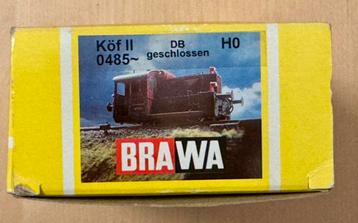 Köf II DB H0
0485~ geschlossen
BRAWA